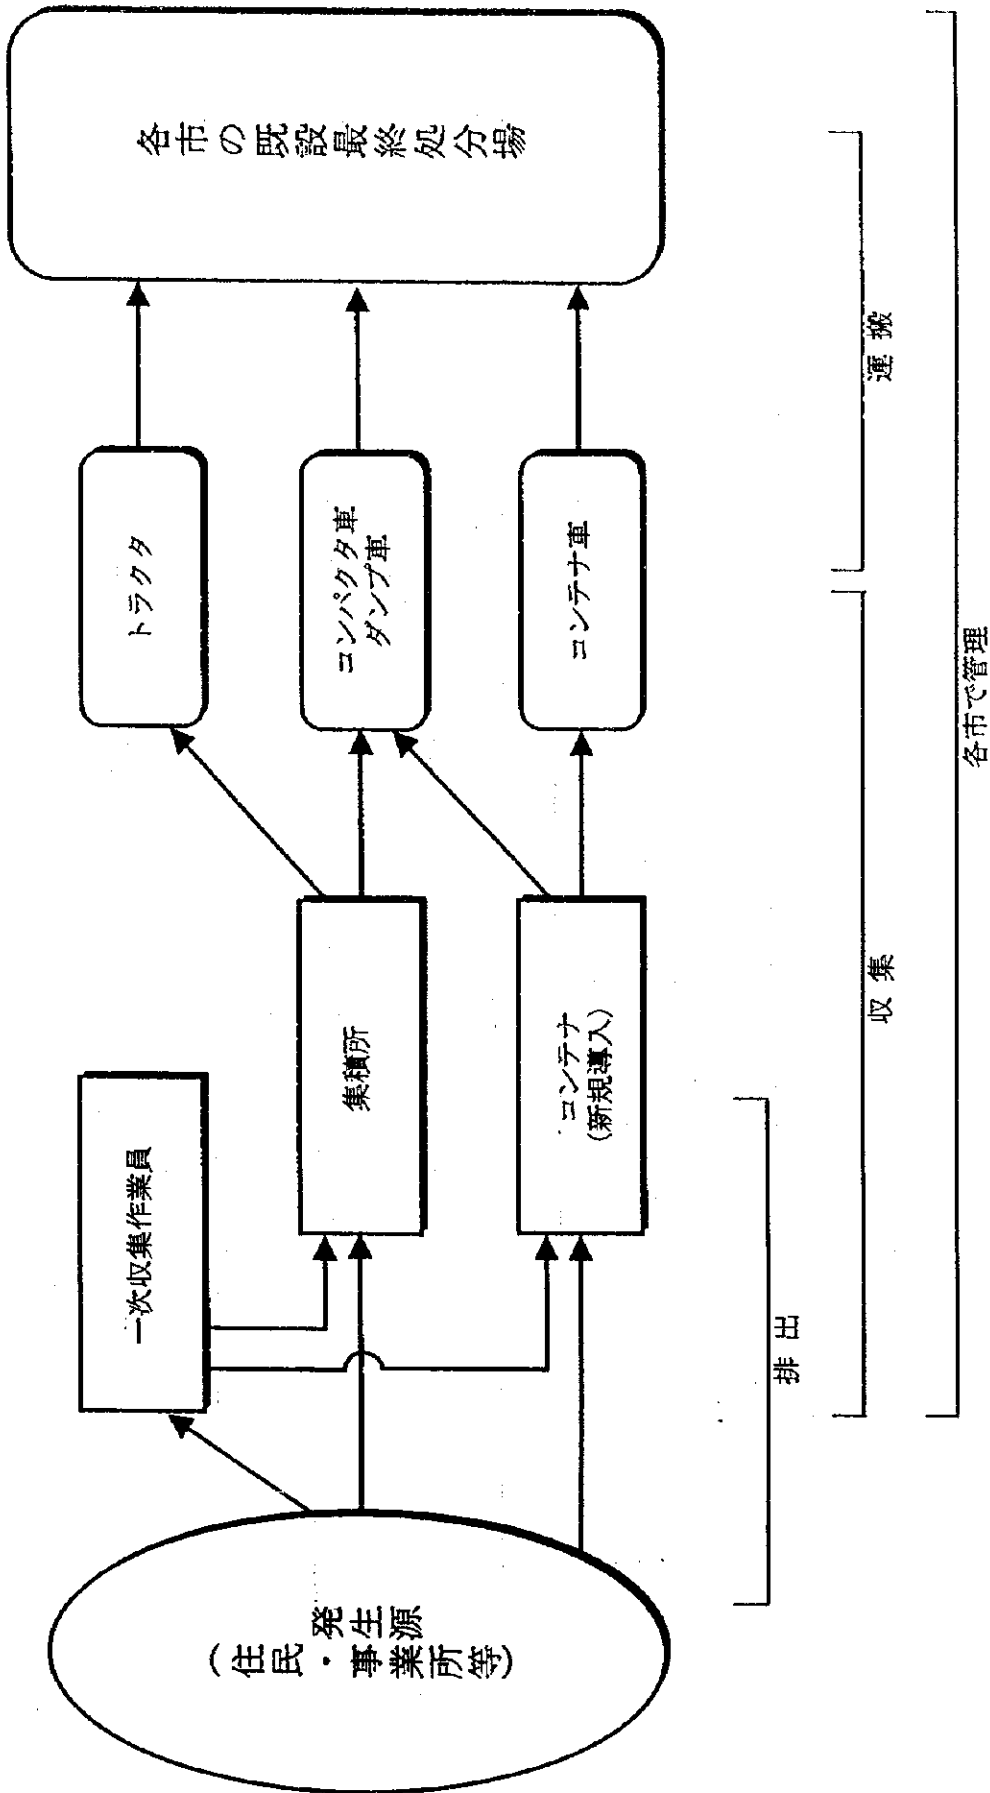 発生源
(住民・事業所等)
一次収集作業員
集積所
コンテナ
(新規導入)
トラクタ
コンパクタ車
ダンプ車
コンテナ車
各市の既設最終処分場
排 出
収 集
運 搬
各市で管理